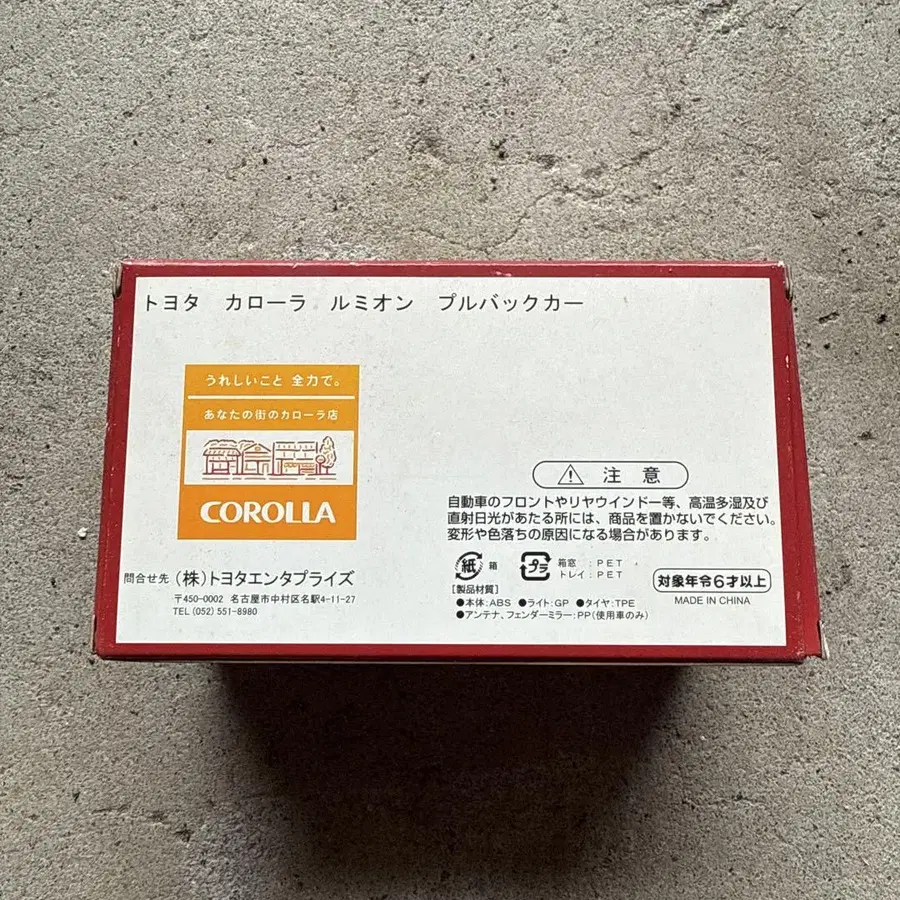 トヨタ カローラ ルミオン プルバックカー
うれしいこと 全力で。
あなたの街のカローラ店
COROLLA
問合せ先 (株)トヨタエンタプライズ
〒450-0002 名古屋市中村区名駅4-11-27
TEL (052) 551-8980
注意
自動車のフロントやリヤウインドー等、高温多湿及び
直射日光があたる所には、商品を置かないでください。
変形や色落ちの原因になる場合があります。
紙 箱 プラ 箱窓 : PET
トレイ : PET
[製品材質]
●本体:ABS ●ライト:GP ●タイヤ:TPE
●アンテナ、フェンダーミラー:PP(使用車のみ)
対象年令6才以上
MADE IN CHINA